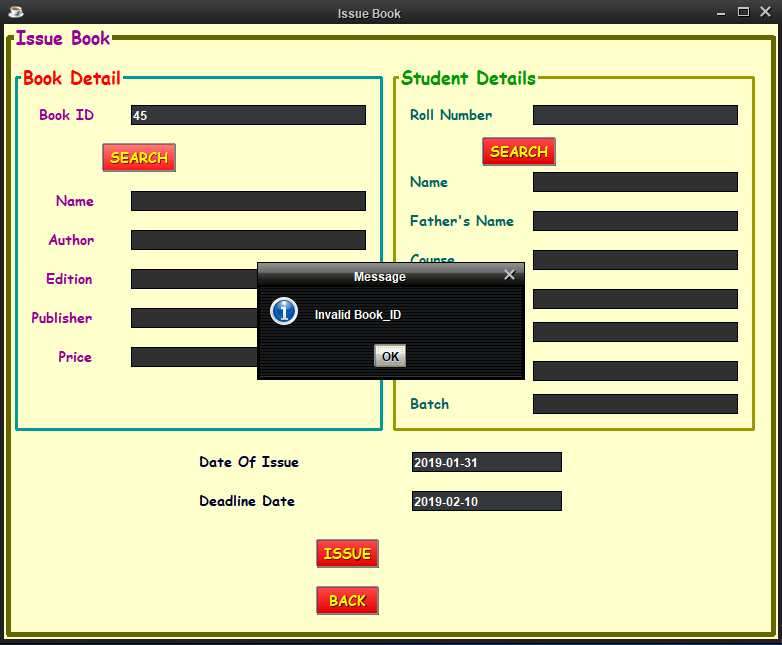 Issue Book
Issue Book
Book Detail
Book ID 45
SEARCH
Name
Author
Edition
Publisher
Price
Student Details
Roll Number
SEARCH
Name
Father's Name
Course
Batch
Message
Invalid Book_ID
OK
Date Of Issue 2019-01-31
Deadline Date 2019-02-10
ISSUE
BACK